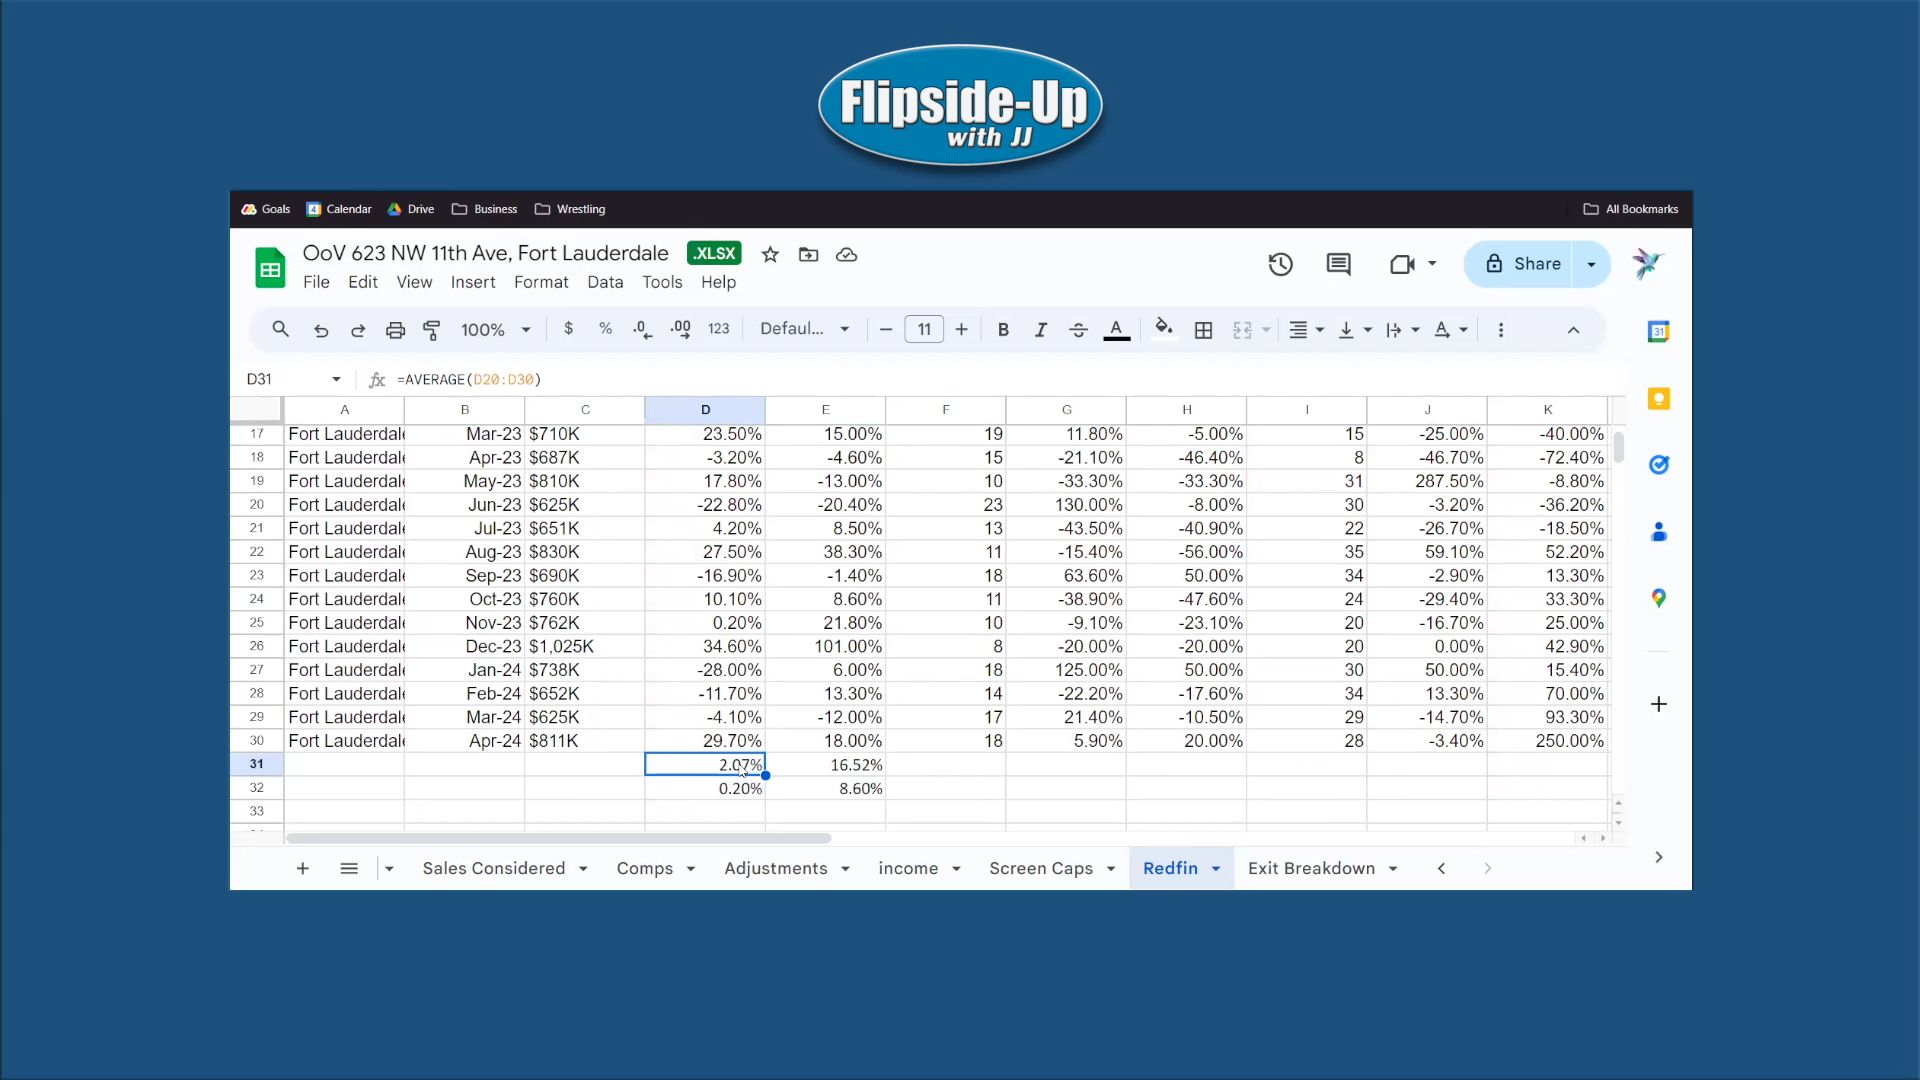 Flipside-Up
with JJ
Goals Calendar Drive Business Wrestling All Bookmarks
OoV 623 NW 11th Ave, Fort Lauderdale .XLSX
File Edit View Insert Format Data Tools Help
Share
100% $ % .0 .00 123 Defaul... 11 B I A
D31 fx =AVERAGE(D20:D30)
A B C D E F G H I J K
17 Fort Lauderdale Mar-23 $710K 23.50% 15.00% 19 11.80% -5.00% 15 -25.00% -40.00%
18 Fort Lauderdale Apr-23 $687K -3.20% -4.60% 15 -21.10% -46.40% 8 -46.70% -72.40%
19 Fort Lauderdale May-23 $810K 17.80% -13.00% 10 -33.30% -33.30% 31 287.50% -8.80%
20 Fort Lauderdale Jun-23 $625K -22.80% -20.40% 23 130.00% -8.00% 30 -3.20% -36.20%
21 Fort Lauderdale Jul-23 $651K 4.20% 8.50% 13 -43.50% -40.90% 22 -26.70% -18.50%
22 Fort Lauderdale Aug-23 $830K 27.50% 38.30% 11 -15.40% -56.00% 35 59.10% 52.20%
23 Fort Lauderdale Sep-23 $690K -16.90% -1.40% 18 63.60% 50.00% 34 -2.90% 13.30%
24 Fort Lauderdale Oct-23 $760K 10.10% 8.60% 11 -38.90% -47.60% 24 -29.40% 33.30%
25 Fort Lauderdale Nov-23 $762K 0.20% 21.80% 10 -9.10% -23.10% 20 -16.70% 25.00%
26 Fort Lauderdale Dec-23 $1,025K 34.60% 101.00% 8 -20.00% -20.00% 20 0.00% 42.90%
27 Fort Lauderdale Jan-24 $738K -28.00% 6.00% 18 125.00% 50.00% 30 50.00% 15.40%
28 Fort Lauderdale Feb-24 $652K -11.70% 13.30% 14 -22.20% -17.60% 34 13.30% 70.00%
29 Fort Lauderdale Mar-24 $625K -4.10% -12.00% 17 21.40% -10.50% 29 -14.70% 93.30%
30 Fort Lauderdale Apr-24 $811K 29.70% 18.00% 18 5.90% 20.00% 28 -3.40% 250.00%
31 2.07% 16.52%
32 0.20% 8.60%
33
Sales Considered Comps Adjustments income Screen Caps Redfin Exit Breakdown